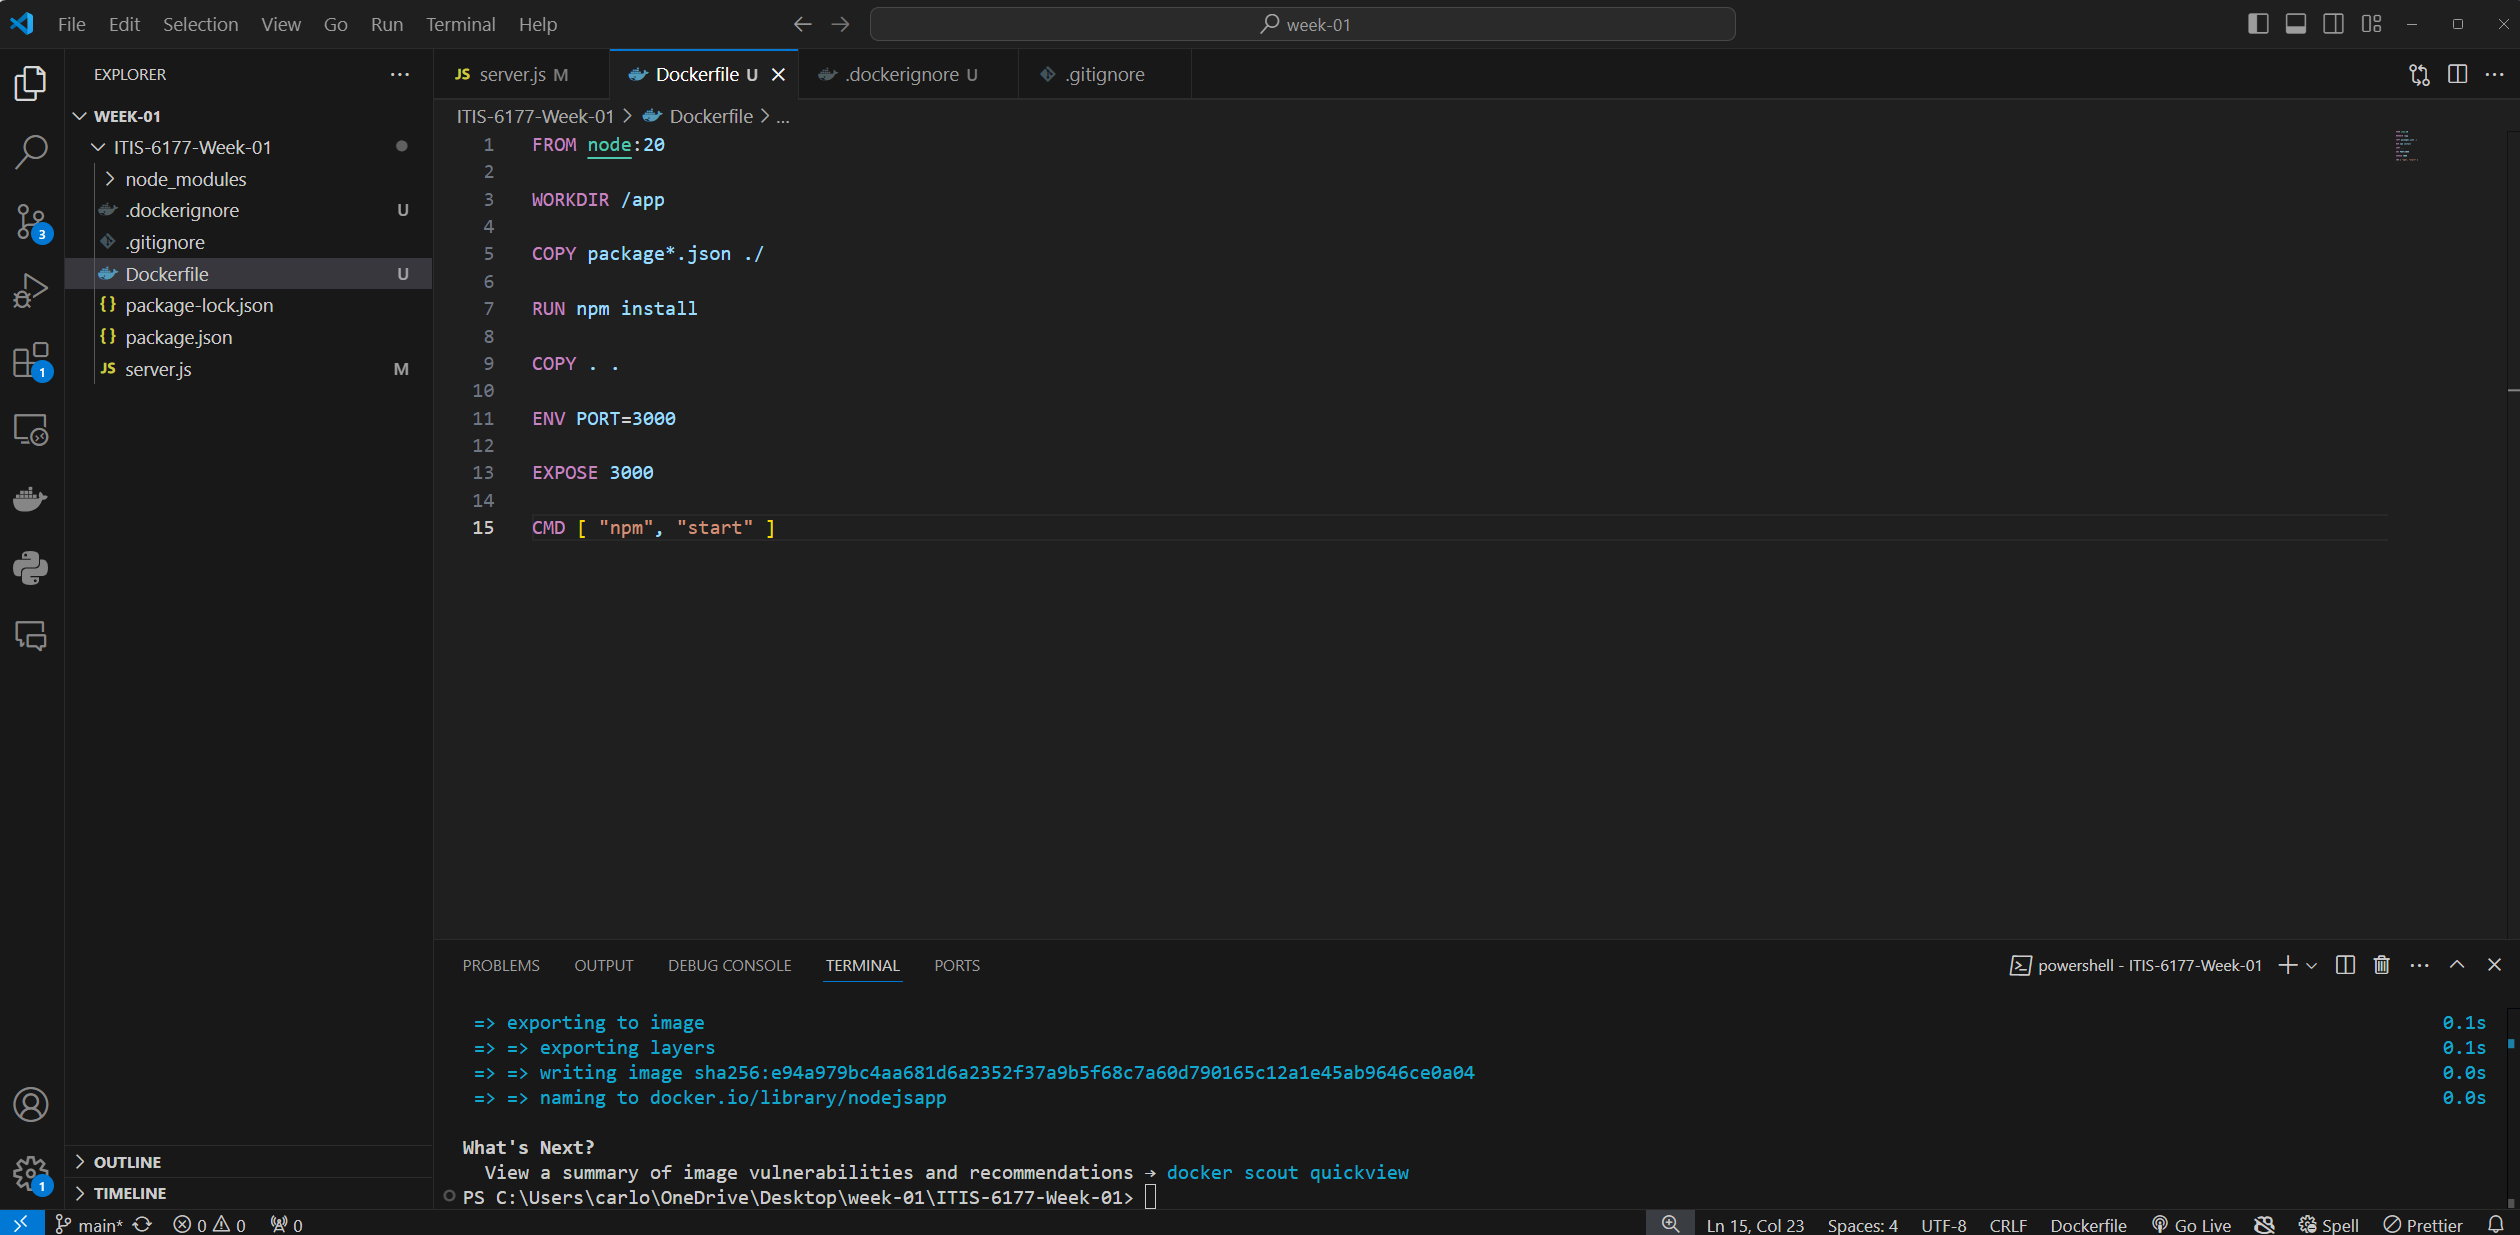 File Edit Selection View Go Run Terminal Help
week-01
EXPLORER
WEEK-01
ITIS-6177-Week-01
node_modules
.dockerignore U
.gitignore
Dockerfile U
{} package-lock.json
{} package.json
JS server.js M
OUTLINE
TIMELINE
3
1
1
JS server.js M
Dockerfile U
.dockerignore U
.gitignore
ITIS-6177-Week-01 > Dockerfile > ...
1 FROM node:20
2
3 WORKDIR /app
4
5 COPY package*.json ./
6
7 RUN npm install
8
9 COPY . .
10
11 ENV PORT=3000
12
13 EXPOSE 3000
14
15 CMD [ "npm", "start" ]
PROBLEMS OUTPUT DEBUG CONSOLE TERMINAL PORTS
powershell - ITIS-6177-Week-01
=> exporting to image 0.1s
=> => exporting layers 0.1s
=> => writing image sha256:e94a979bc4aa681d6a2352f37a9b5f68c7a60d790165c12a1e45ab9646ce0a04 0.0s
=> => naming to docker.io/library/nodejsapp 0.0s
What's Next?
View a summary of image vulnerabilities and recommendations → docker scout quickview
PS C:\Users\carlo\OneDrive\Desktop\week-01\ITIS-6177-Week-01>
main* 0 0 0
Ln 15, Col 23 Spaces: 4 UTF-8 CRLF Dockerfile Go Live Spell Prettier